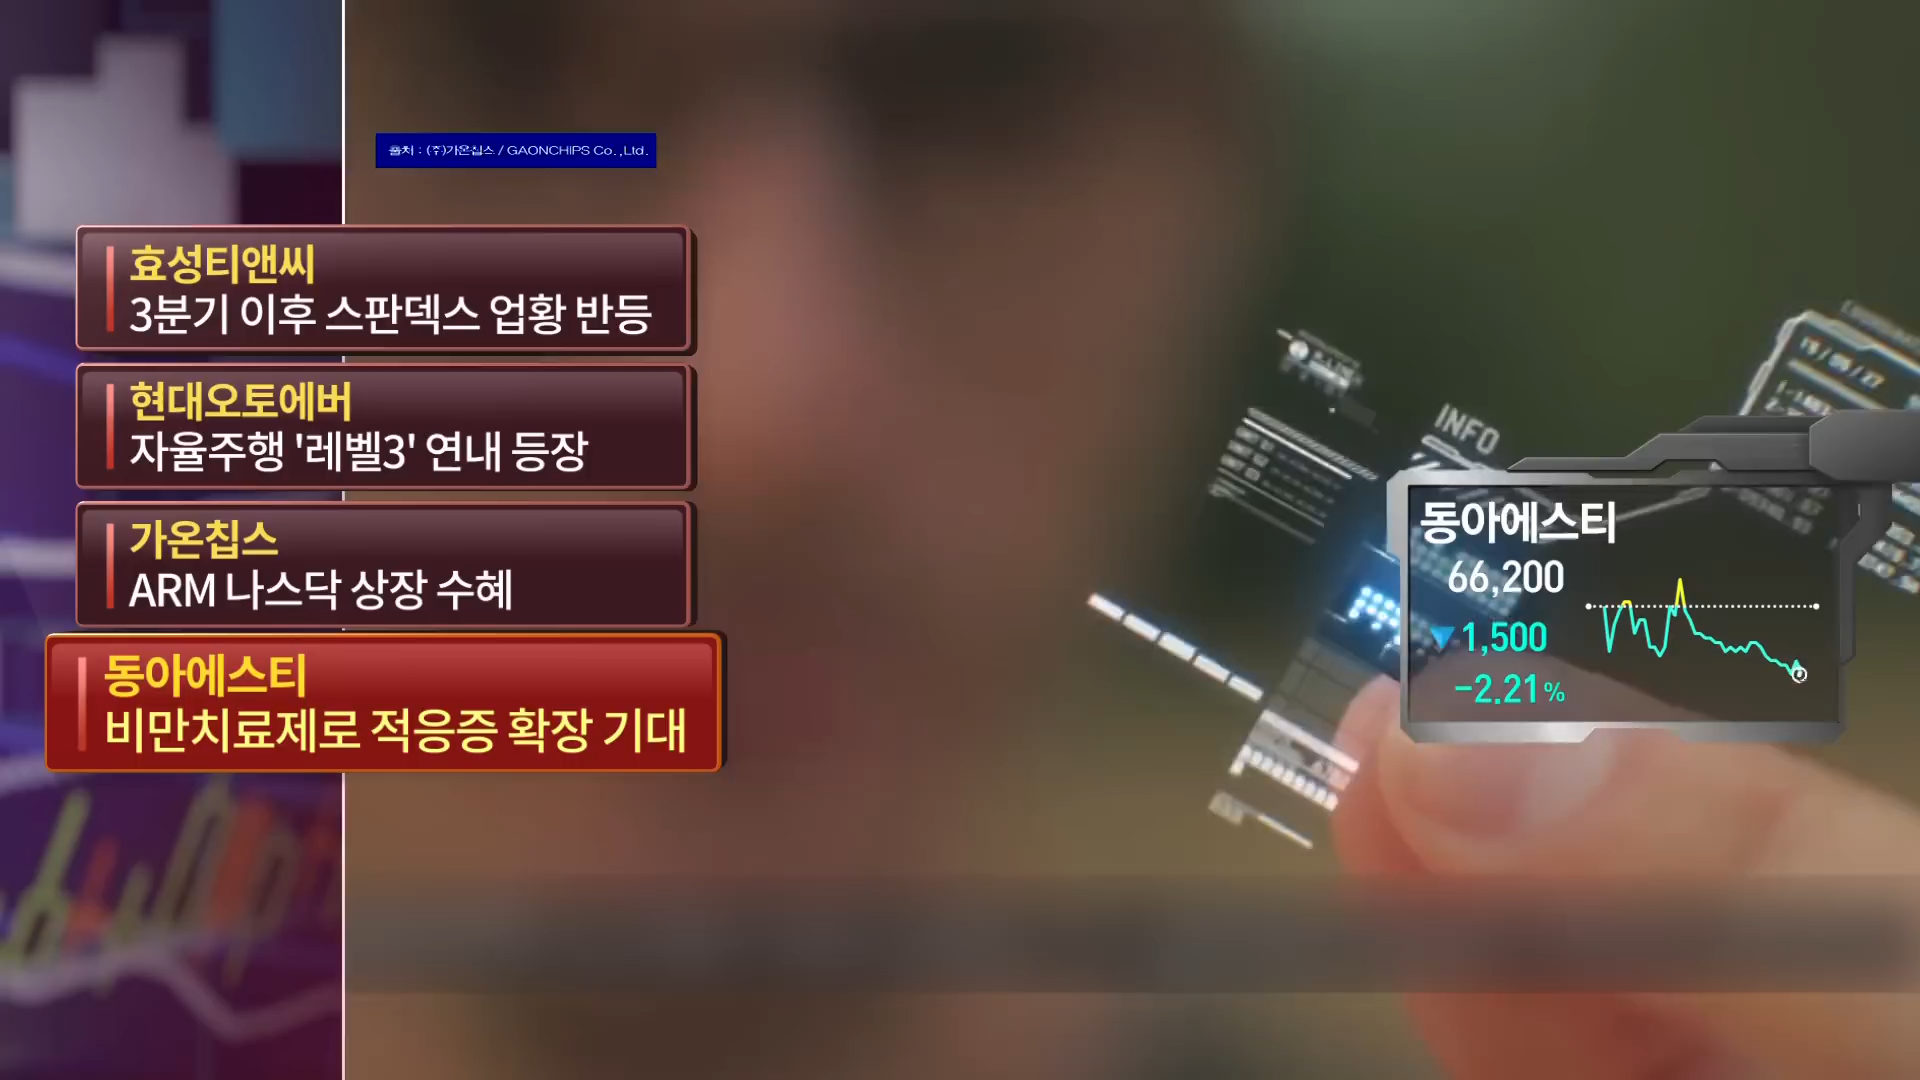 출처 : (주)가온칩스 / GAONCHIPS Co.,Ltd.
효성티앤씨
3분기 이후 스판덱스 업황 반등
현대오토에버
자율주행 '레벨3' 연내 등장
가온칩스
ARM 나스닥 상장 수혜
동아에스티
비만치료제로 적응증 확장 기대
INFO
동아에스티
66,200
▼1,500
-2.21%